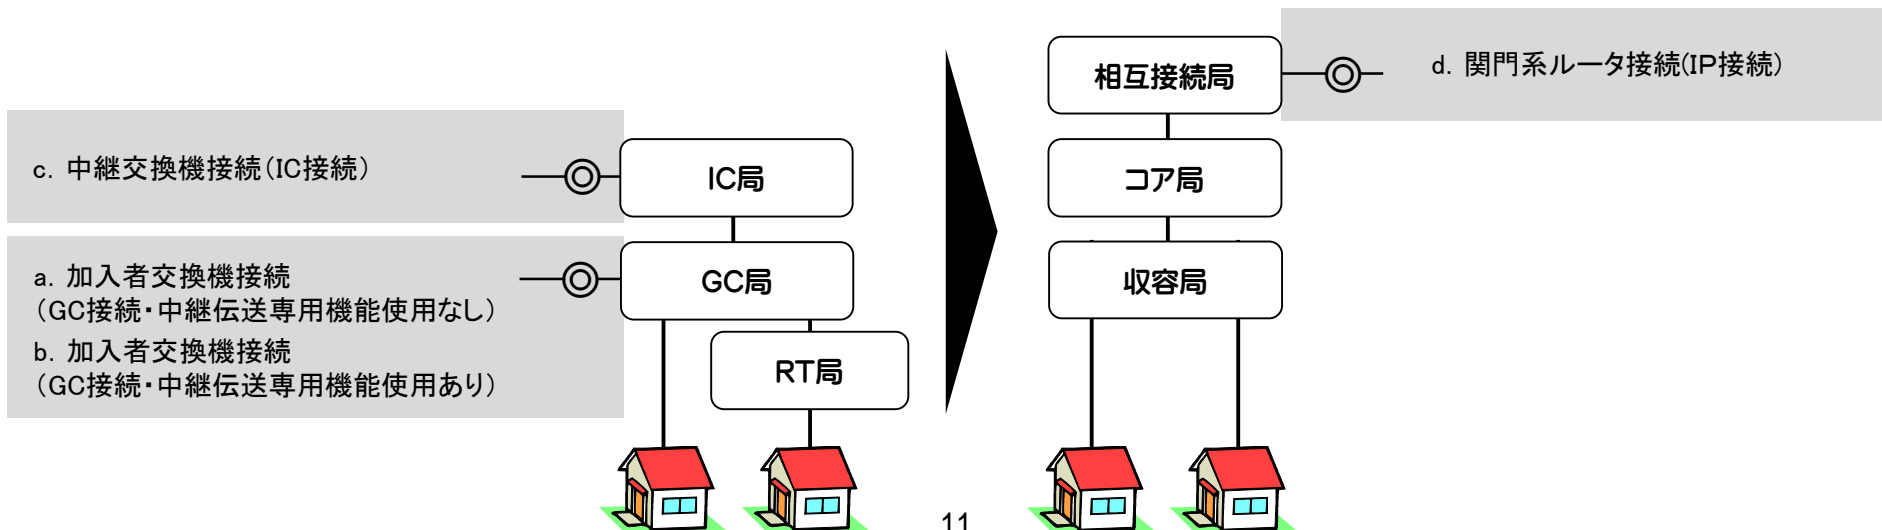 c. 中継交換機接続(IC接続)
a. 加入者交換機接続
(GC接続・中継伝送専用機能使用なし)
b. 加入者交換機接続
(GC接続・中継伝送専用機能使用あり)
IC局
GC局
RT局
相互接続局
コア局
収容局
d. 関門系ルータ接続(IP接続)
11